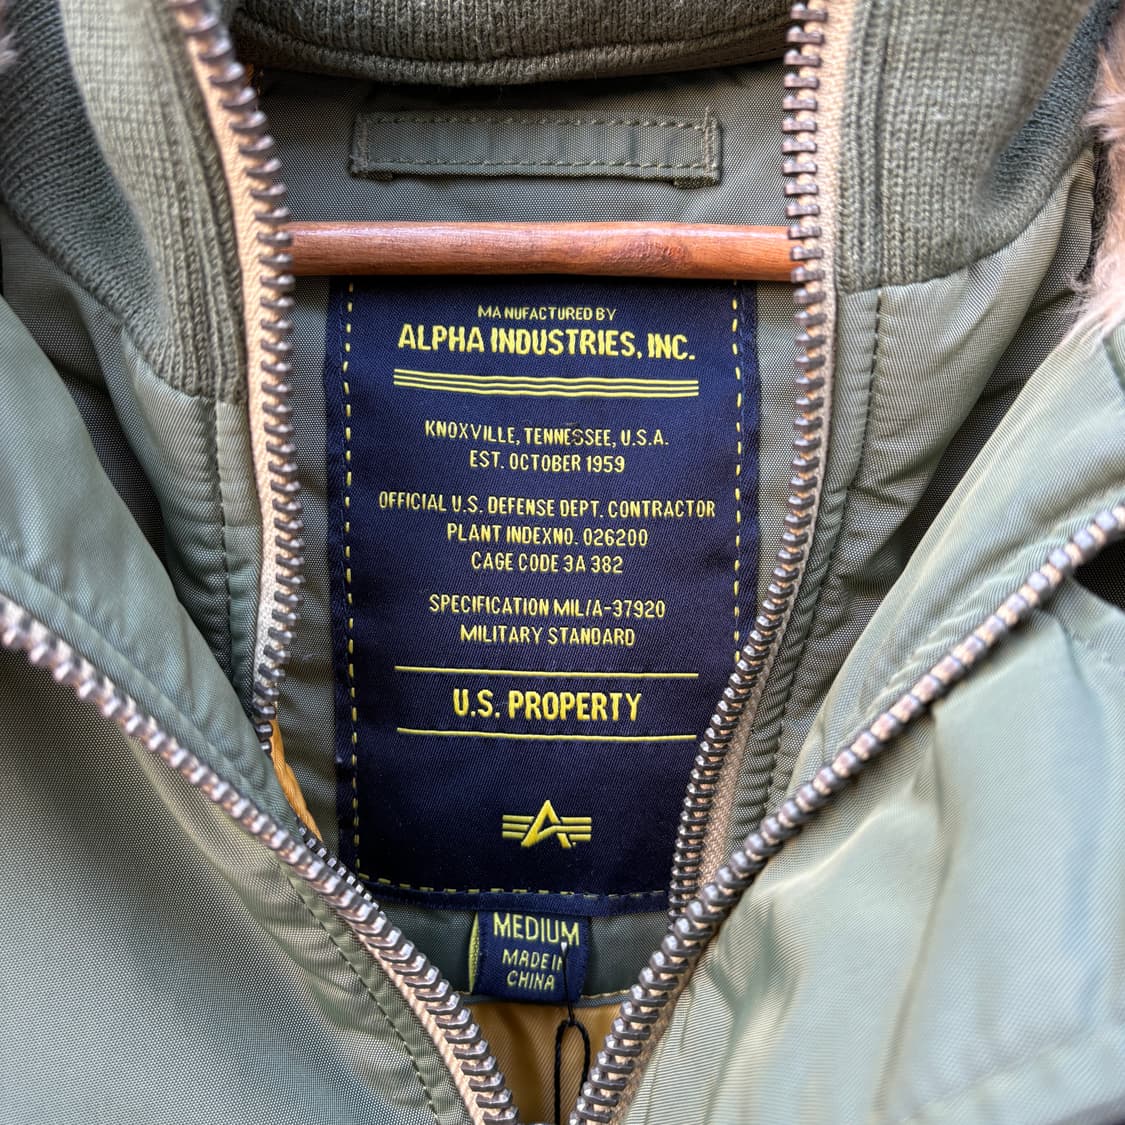 MANUFACTURED BY
ALPHA INDUSTRIES, INC.
KNOXVILLE, TENNESSEE, U.S.A.
EST. OCTOBER 1959
OFFICIAL U.S. DEFENSE DEPT. CONTRACTOR
PLANT INDEXNO. 026200
CAGE CODE 3A 382
SPECIFICATION MIL/A-37920
MILITARY STANDARD
U.S. PROPERTY
A
MEDIUM
MADE IN
CHINA